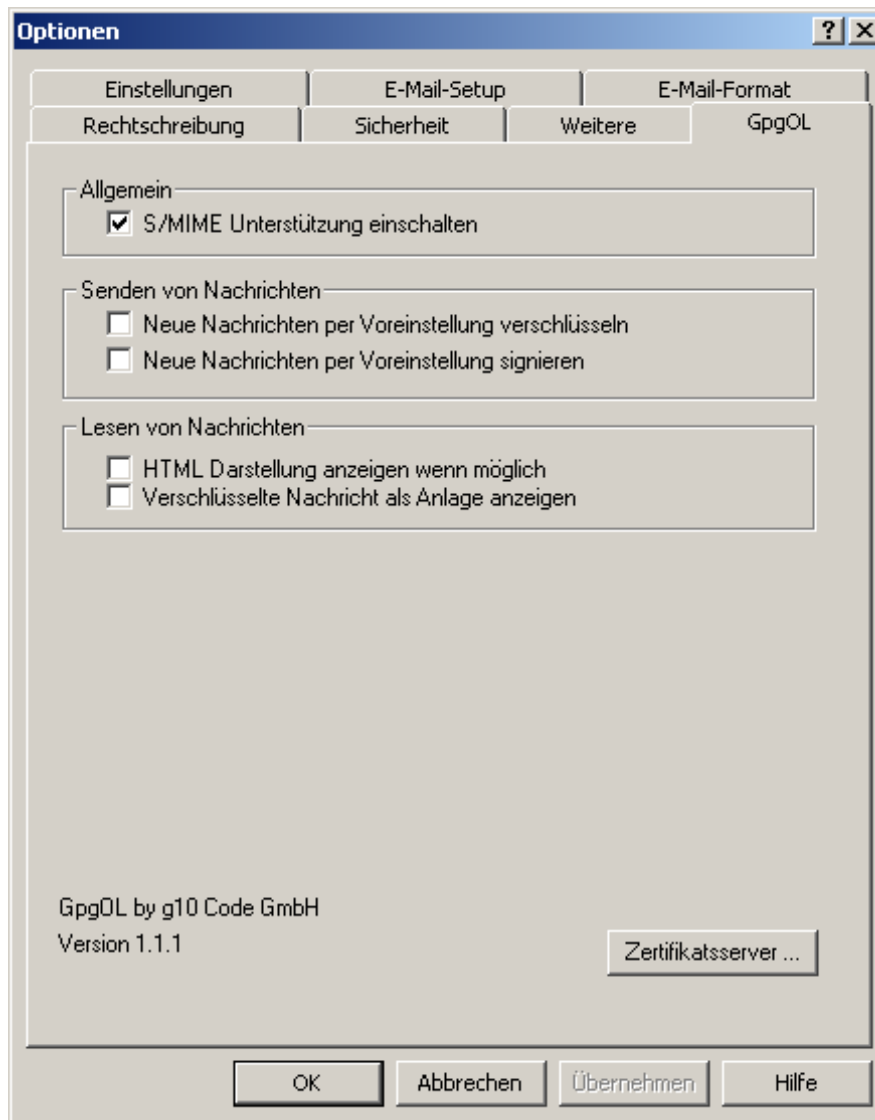 Optionen
Einstellungen
E-Mail-Setup
E-Mail-Format
Rechtschreibung
Sicherheit
Weitere
GpgOL
Allgemein
S/MIME Unterstützung einschalten
Senden von Nachrichten
Neue Nachrichten per Voreinstellung verschlüsseln
Neue Nachrichten per Voreinstellung signieren
Lesen von Nachrichten
HTML Darstellung anzeigen wenn möglich
Verschlüsselte Nachricht als Anlage anzeigen
GpgOL by g10 Code GmbH
Version 1.1.1
Zertifikatsserver ...
OK
Abbrechen
Übernehmen
Hilfe